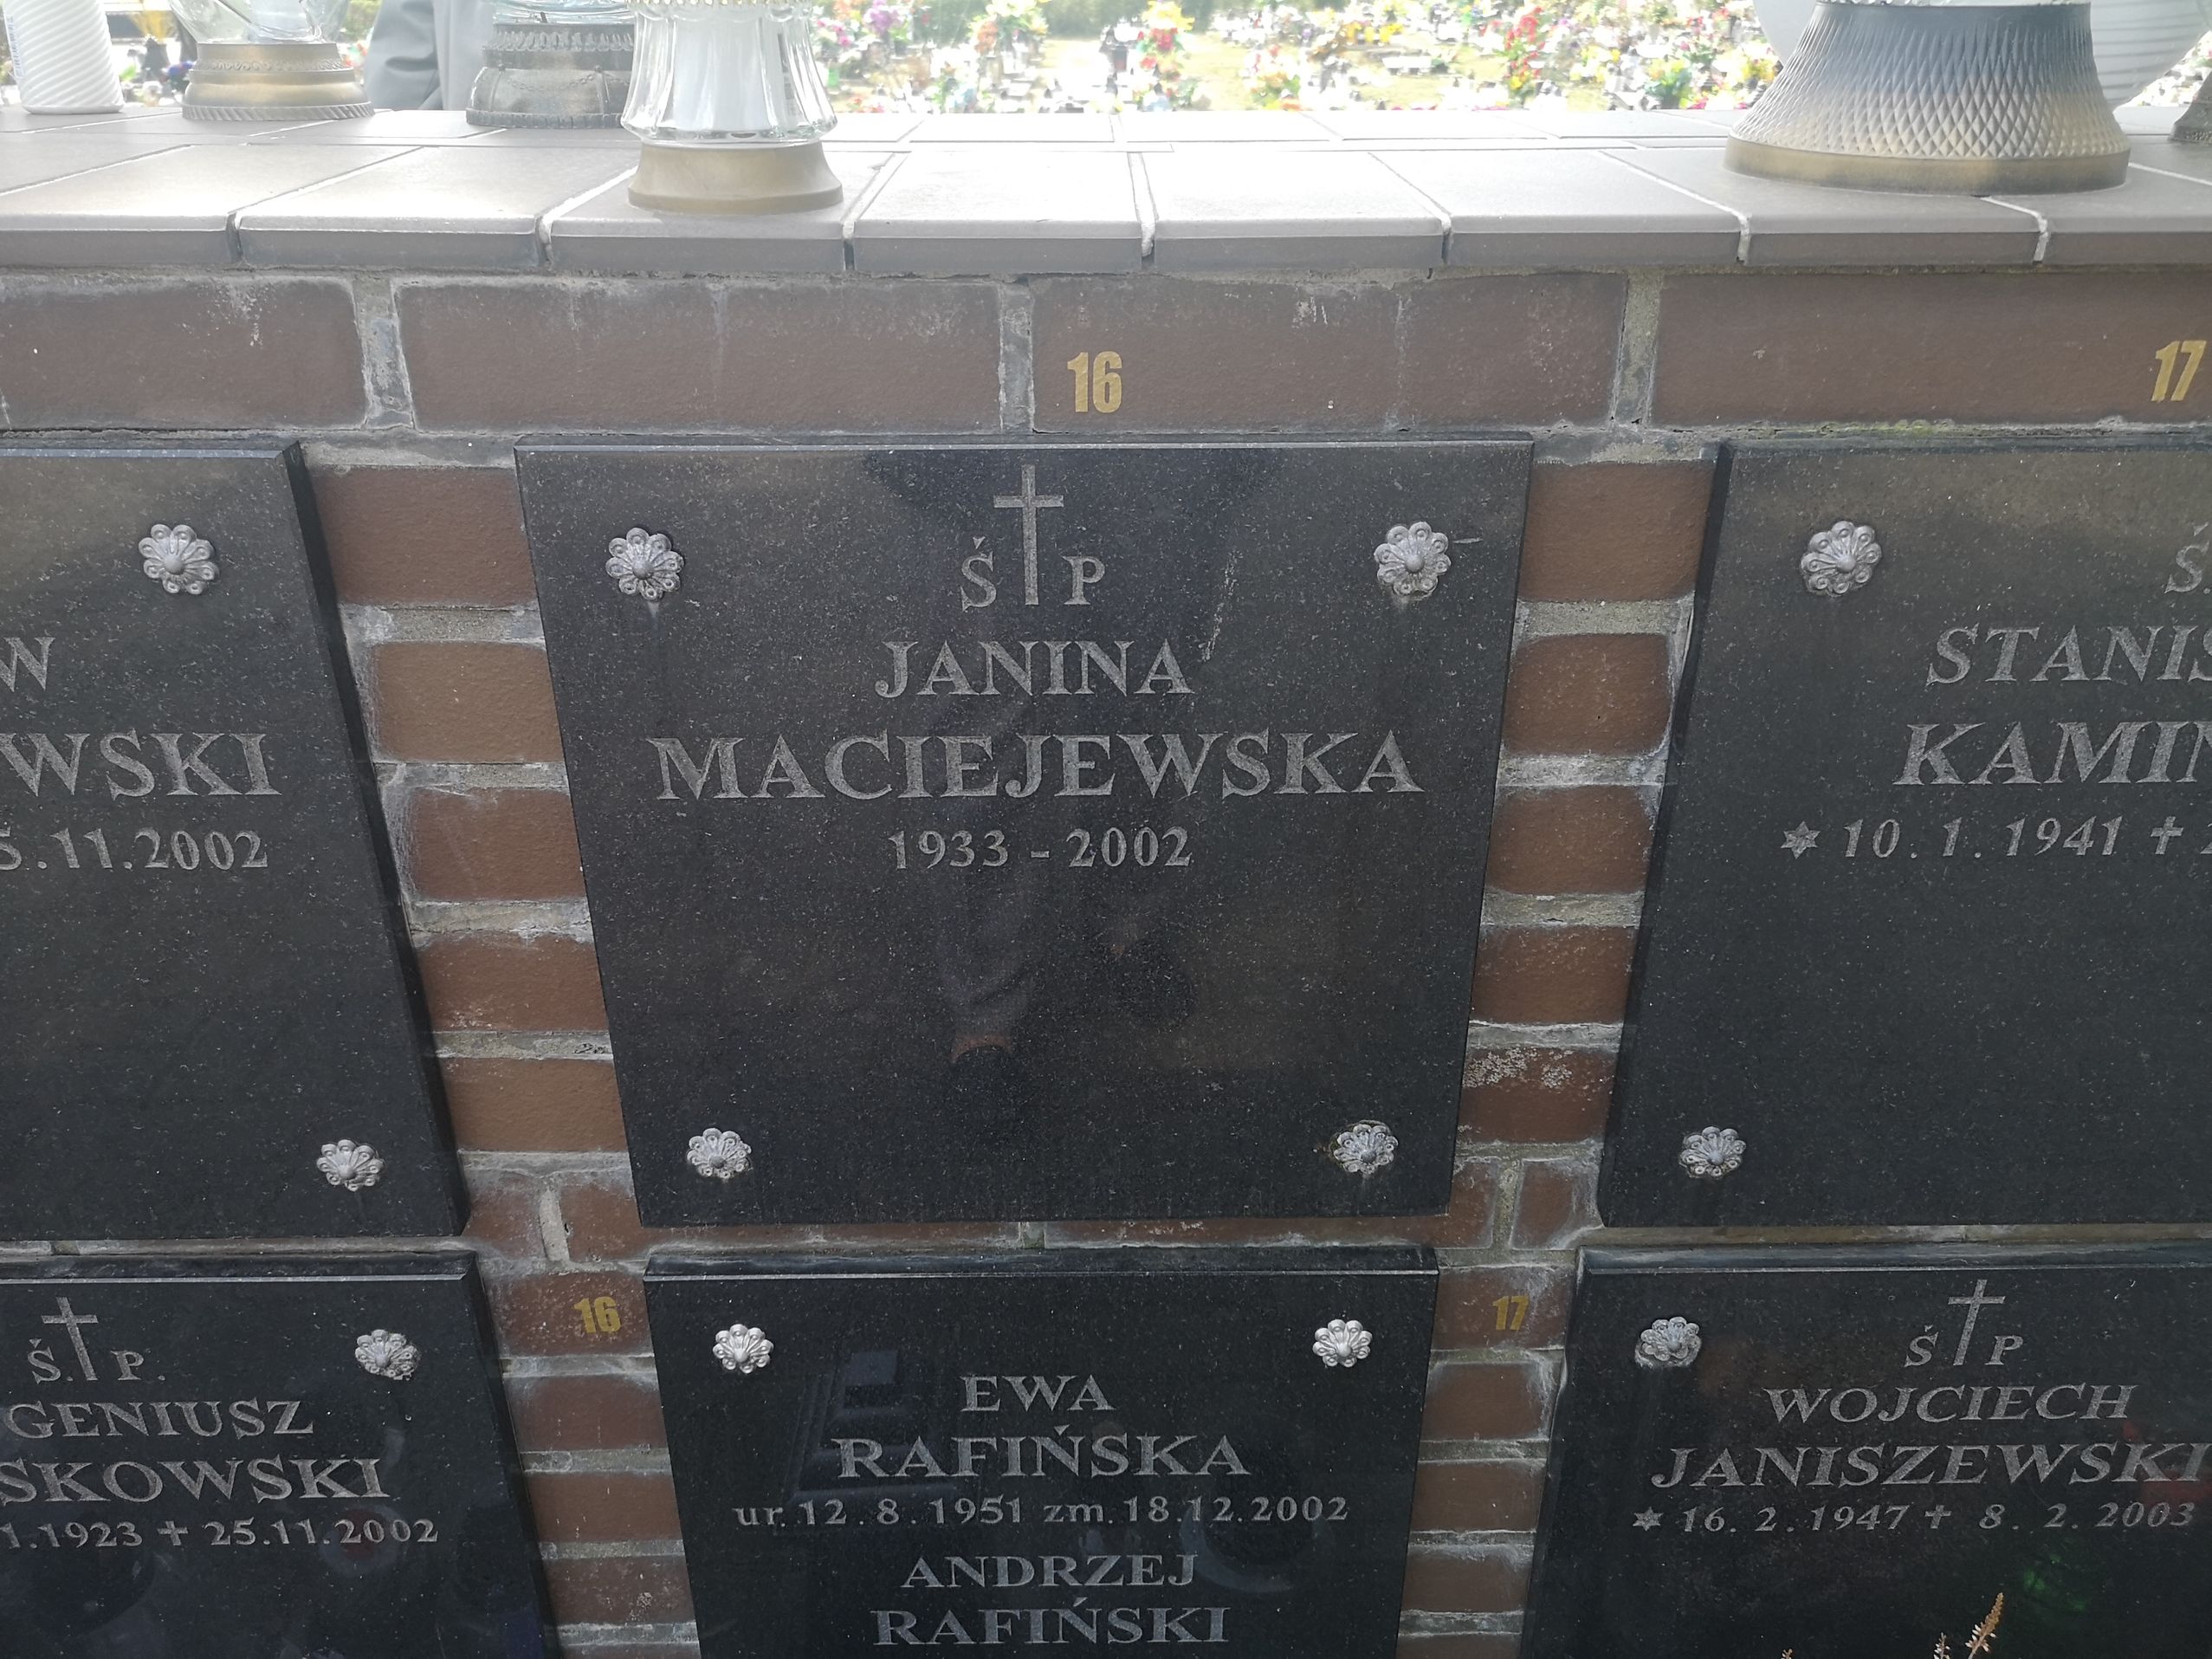 16
17
Ś P
JANINA
MACIEJEWSKA
1933 - 2002
W
WSKI
5.11.2002
Ś
STANIS
KAMIN
10.1.1941 ✝ 2
16
17
Ś. P.
GENIUSZ
SKOWSKI
1.1923 ✝ 25.11.2002
EWA
RAFIŃSKA
ur. 12.8.1951 zm. 18.12.2002
ANDRZEJ
RAFIŃSKI
Ś P
WOJCIECH
JANISZEWSKI
✶ 16.2.1947 ✝ 8.2.2003